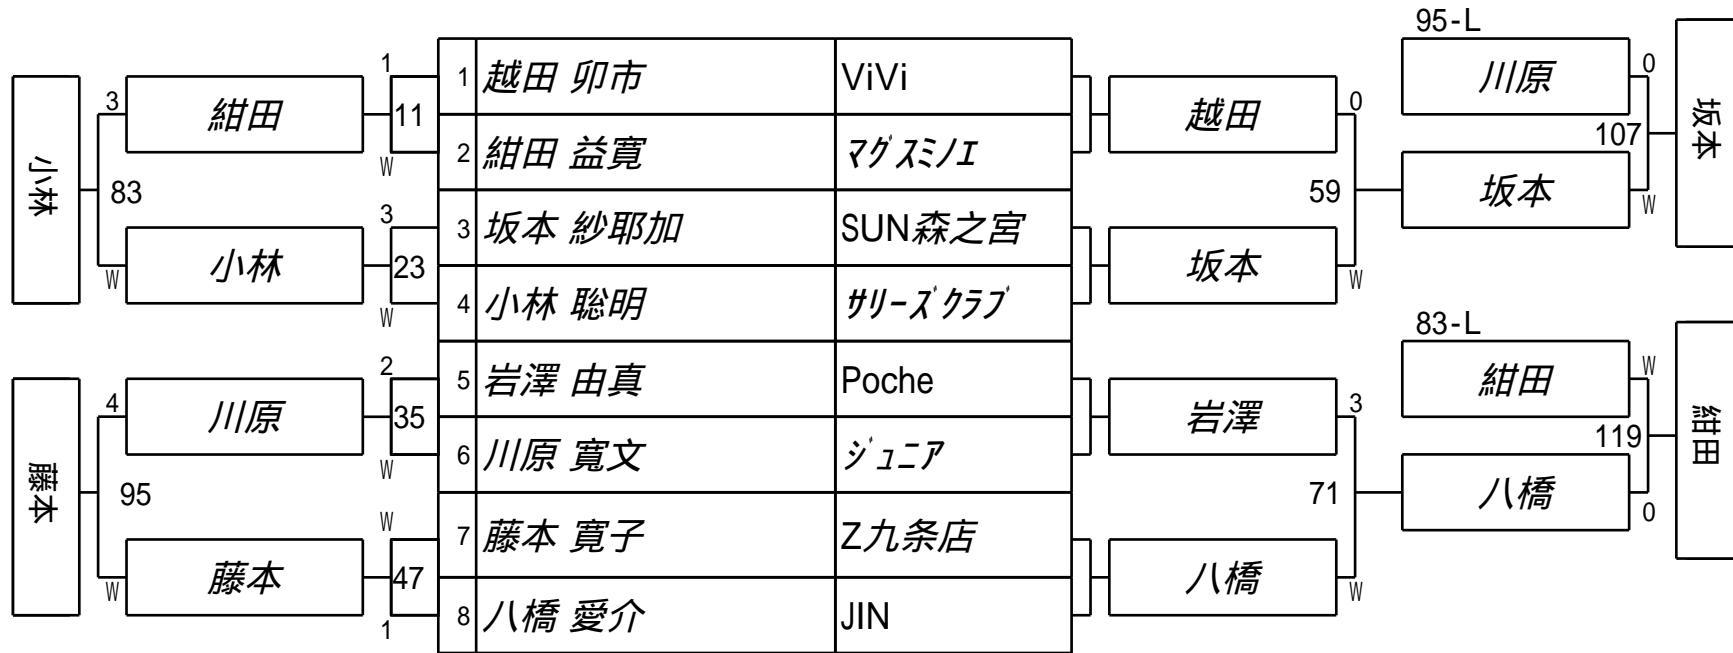 95-L
1
1 越田 卯市 ViVi
川原
0
3
紺田
11
越田
0
W
2 紺田 益寛 マグスミノエ
107
坂本
小林
83
59
坂本
W
3
3 坂本 紗耶加 SUN森之宮
W
小林
23
坂本
W
W
4 小林 聡明 サリーズクラブ
83-L
2
5 岩澤 由真 Poche
紺田
W
4
川原
35
岩澤
3
W
6 川原 寛文 ジュニア
119
紺田
藤本
95
71
八橋
0
W
7 藤本 寛子 Z九条店
W
藤本
47
八橋
W
1
8 八橋 愛介 JIN